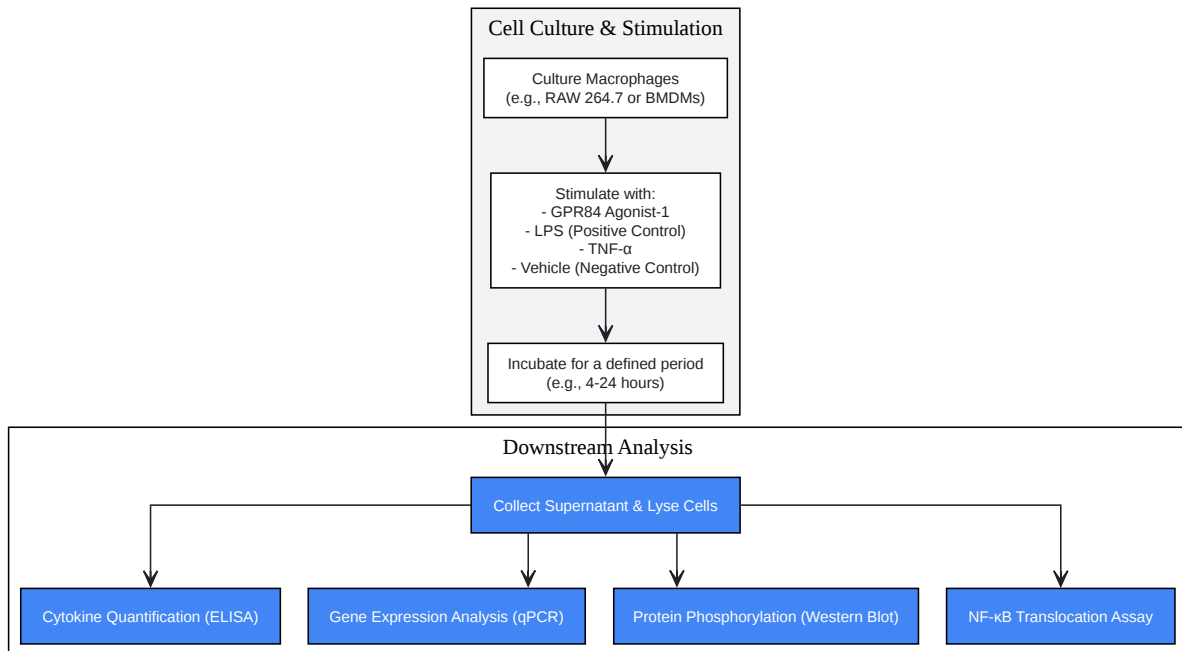 Cell Culture & Stimulation
Culture Macrophages
(e.g., RAW 264.7 or BMDMs)
Stimulate with:
- GPR84 Agonist-1
- LPS (Positive Control)
- TNF-α
- Vehicle (Negative Control)
Incubate for a defined period
(e.g., 4-24 hours)
Downstream Analysis
Collect Supernatant & Lyse Cells
Cytokine Quantification (ELISA)
Gene Expression Analysis (qPCR)
Protein Phosphorylation (Western Blot)
NF-κB Translocation Assay